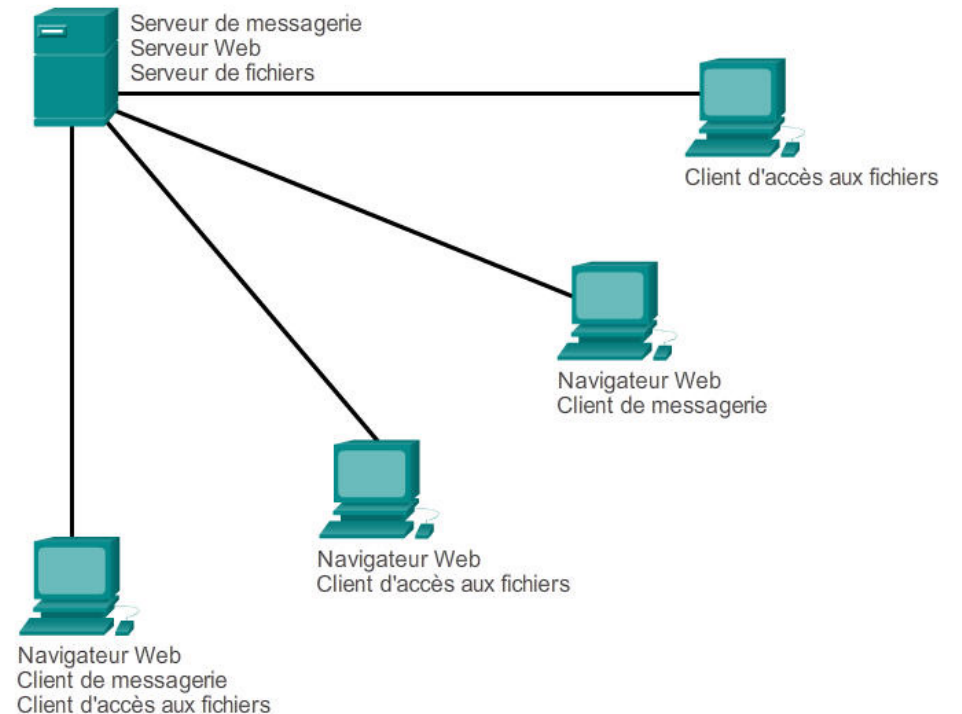 Serveur de messagerie
Serveur Web
Serveur de fichiers
Client d'accès aux fichiers
Navigateur Web
Client de messagerie
Navigateur Web
Client d'accès aux fichiers
Navigateur Web
Client de messagerie
Client d'accès aux fichiers